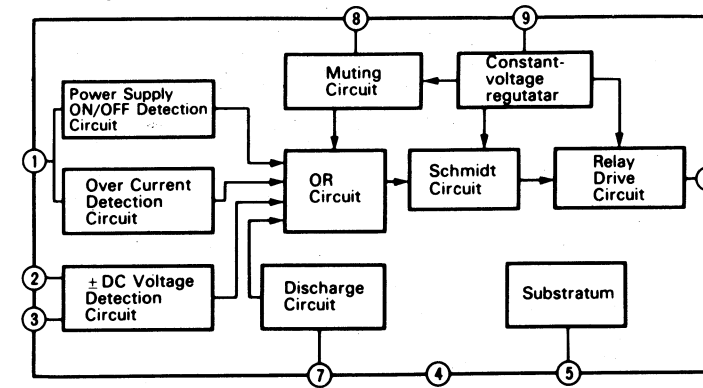 8
9
Muting
Circuit
Constant-
voltage
regutatar
Power Supply
ON/OFF Detection
Circuit
1
Over Current
Detection
Circuit
OR
Circuit
Schmidt
Circuit
Relay
Drive
Circuit
2
3
± DC Voltage
Detection
Circuit
Discharge
Circuit
Substratum
7
4
5